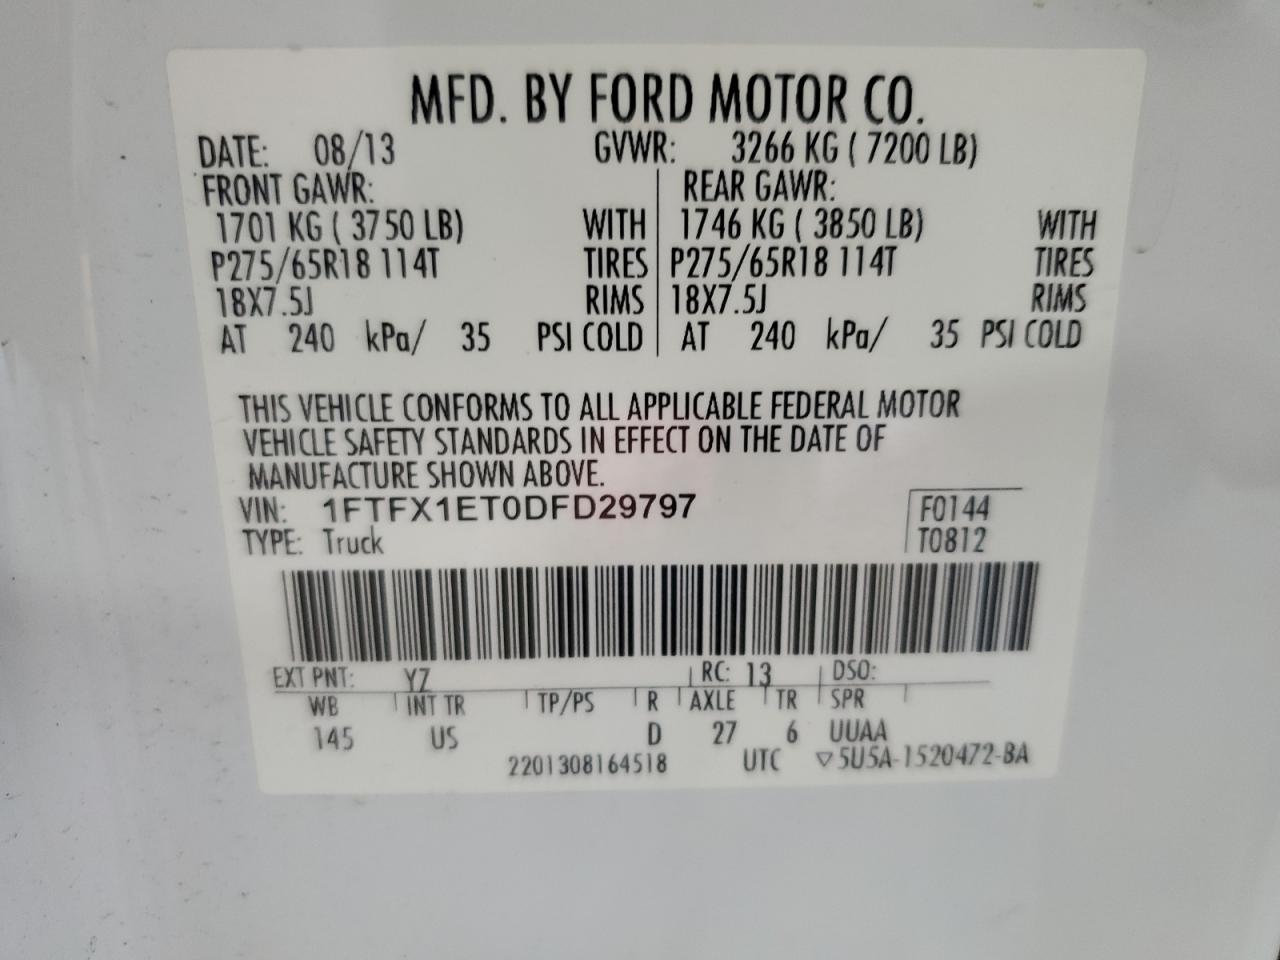 MFD. BY FORD MOTOR CO.
DATE: 08/13 GVWR: 3266 KG ( 7200 LB)
FRONT GAWR: REAR GAWR:
1701 KG ( 3750 LB) WITH 1746 KG ( 3850 LB) WITH
P275/65R18 114T TIRES P275/65R18 114T TIRES
18X7.5J RIMS 18X7.5J RIMS
AT 240 kPa/ 35 PSI COLD AT 240 kPa/ 35 PSI COLD
THIS VEHICLE CONFORMS TO ALL APPLICABLE FEDERAL MOTOR
VEHICLE SAFETY STANDARDS IN EFFECT ON THE DATE OF
MANUFACTURE SHOWN ABOVE.
VIN: 1FTFX1ET0DFD29797 F0144
TYPE: Truck T0812
EXT PNT: YZ RC: 13 DSO:
WB INT TR TP/PS R AXLE TR SPR
145 US D 27 6 UUAA
2201308164518 UTC ▽5U5A-1520472-BA